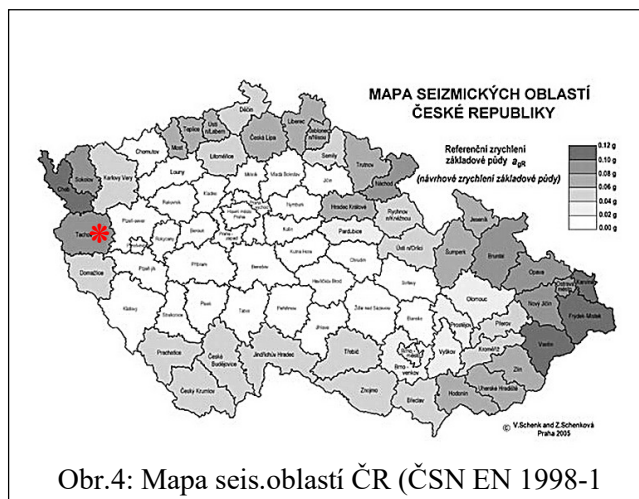 MAPA SEIZMICKÝCH OBLASTÍ
ČESKÉ REPUBLIKY
Referenční zrychlení
základové půdy agR
(návrhové zrychlení základové půdy)
0.12 g
0.10 g
0.08 g
0.06 g
0.04 g
0.02 g
0.00 g
Děčín
Ústí n/Labem
Teplice
Most
Chomutov
Louny
Litoměřice
Česká Lípa
Liberec
Jablonec n/Nisou
Semily
Trutnov
Náchod
Jičín
Mladá Boleslav
Mělník
Kladno
Rakovník
Karlovy Vary
Sokolov
Cheb
Tachov
Plzeň-sever
Rokycany
Beroun
Nymburk
Kolín
Hradec Králové
Rychnov n/Kněžnou
Pardubice
Ústí n/Orlicí
Chrudim
Kutná Hora
Benešov
Příbram
Plzeň-jih
Domažlice
Klatovy
Strakonice
Písek
Tábor
Pelhřimov
Havlíčkův Brod
Žďár nad Sázavou
Svitavy
Šumperk
Jeseník
Bruntál
Opava
Ostrava město
Karviná
Nový Jičín
Frýdek Místek
Olomouc
Přerov
Prostějov
Blansko
Vyškov
Kroměříž
Vsetín
Zlín
Uherské Hradiště
Hodonín
Břeclav
Brno-venkov
Třebíč
Znojmo
Jihlava
Jindřichův Hradec
České Budějovice
Český Krumlov
Prachatice
© V.Schenk and Z.Schenková
Praha 2005
Obr.4: Mapa seis.oblastí ČR (ČSN EN 1998-1